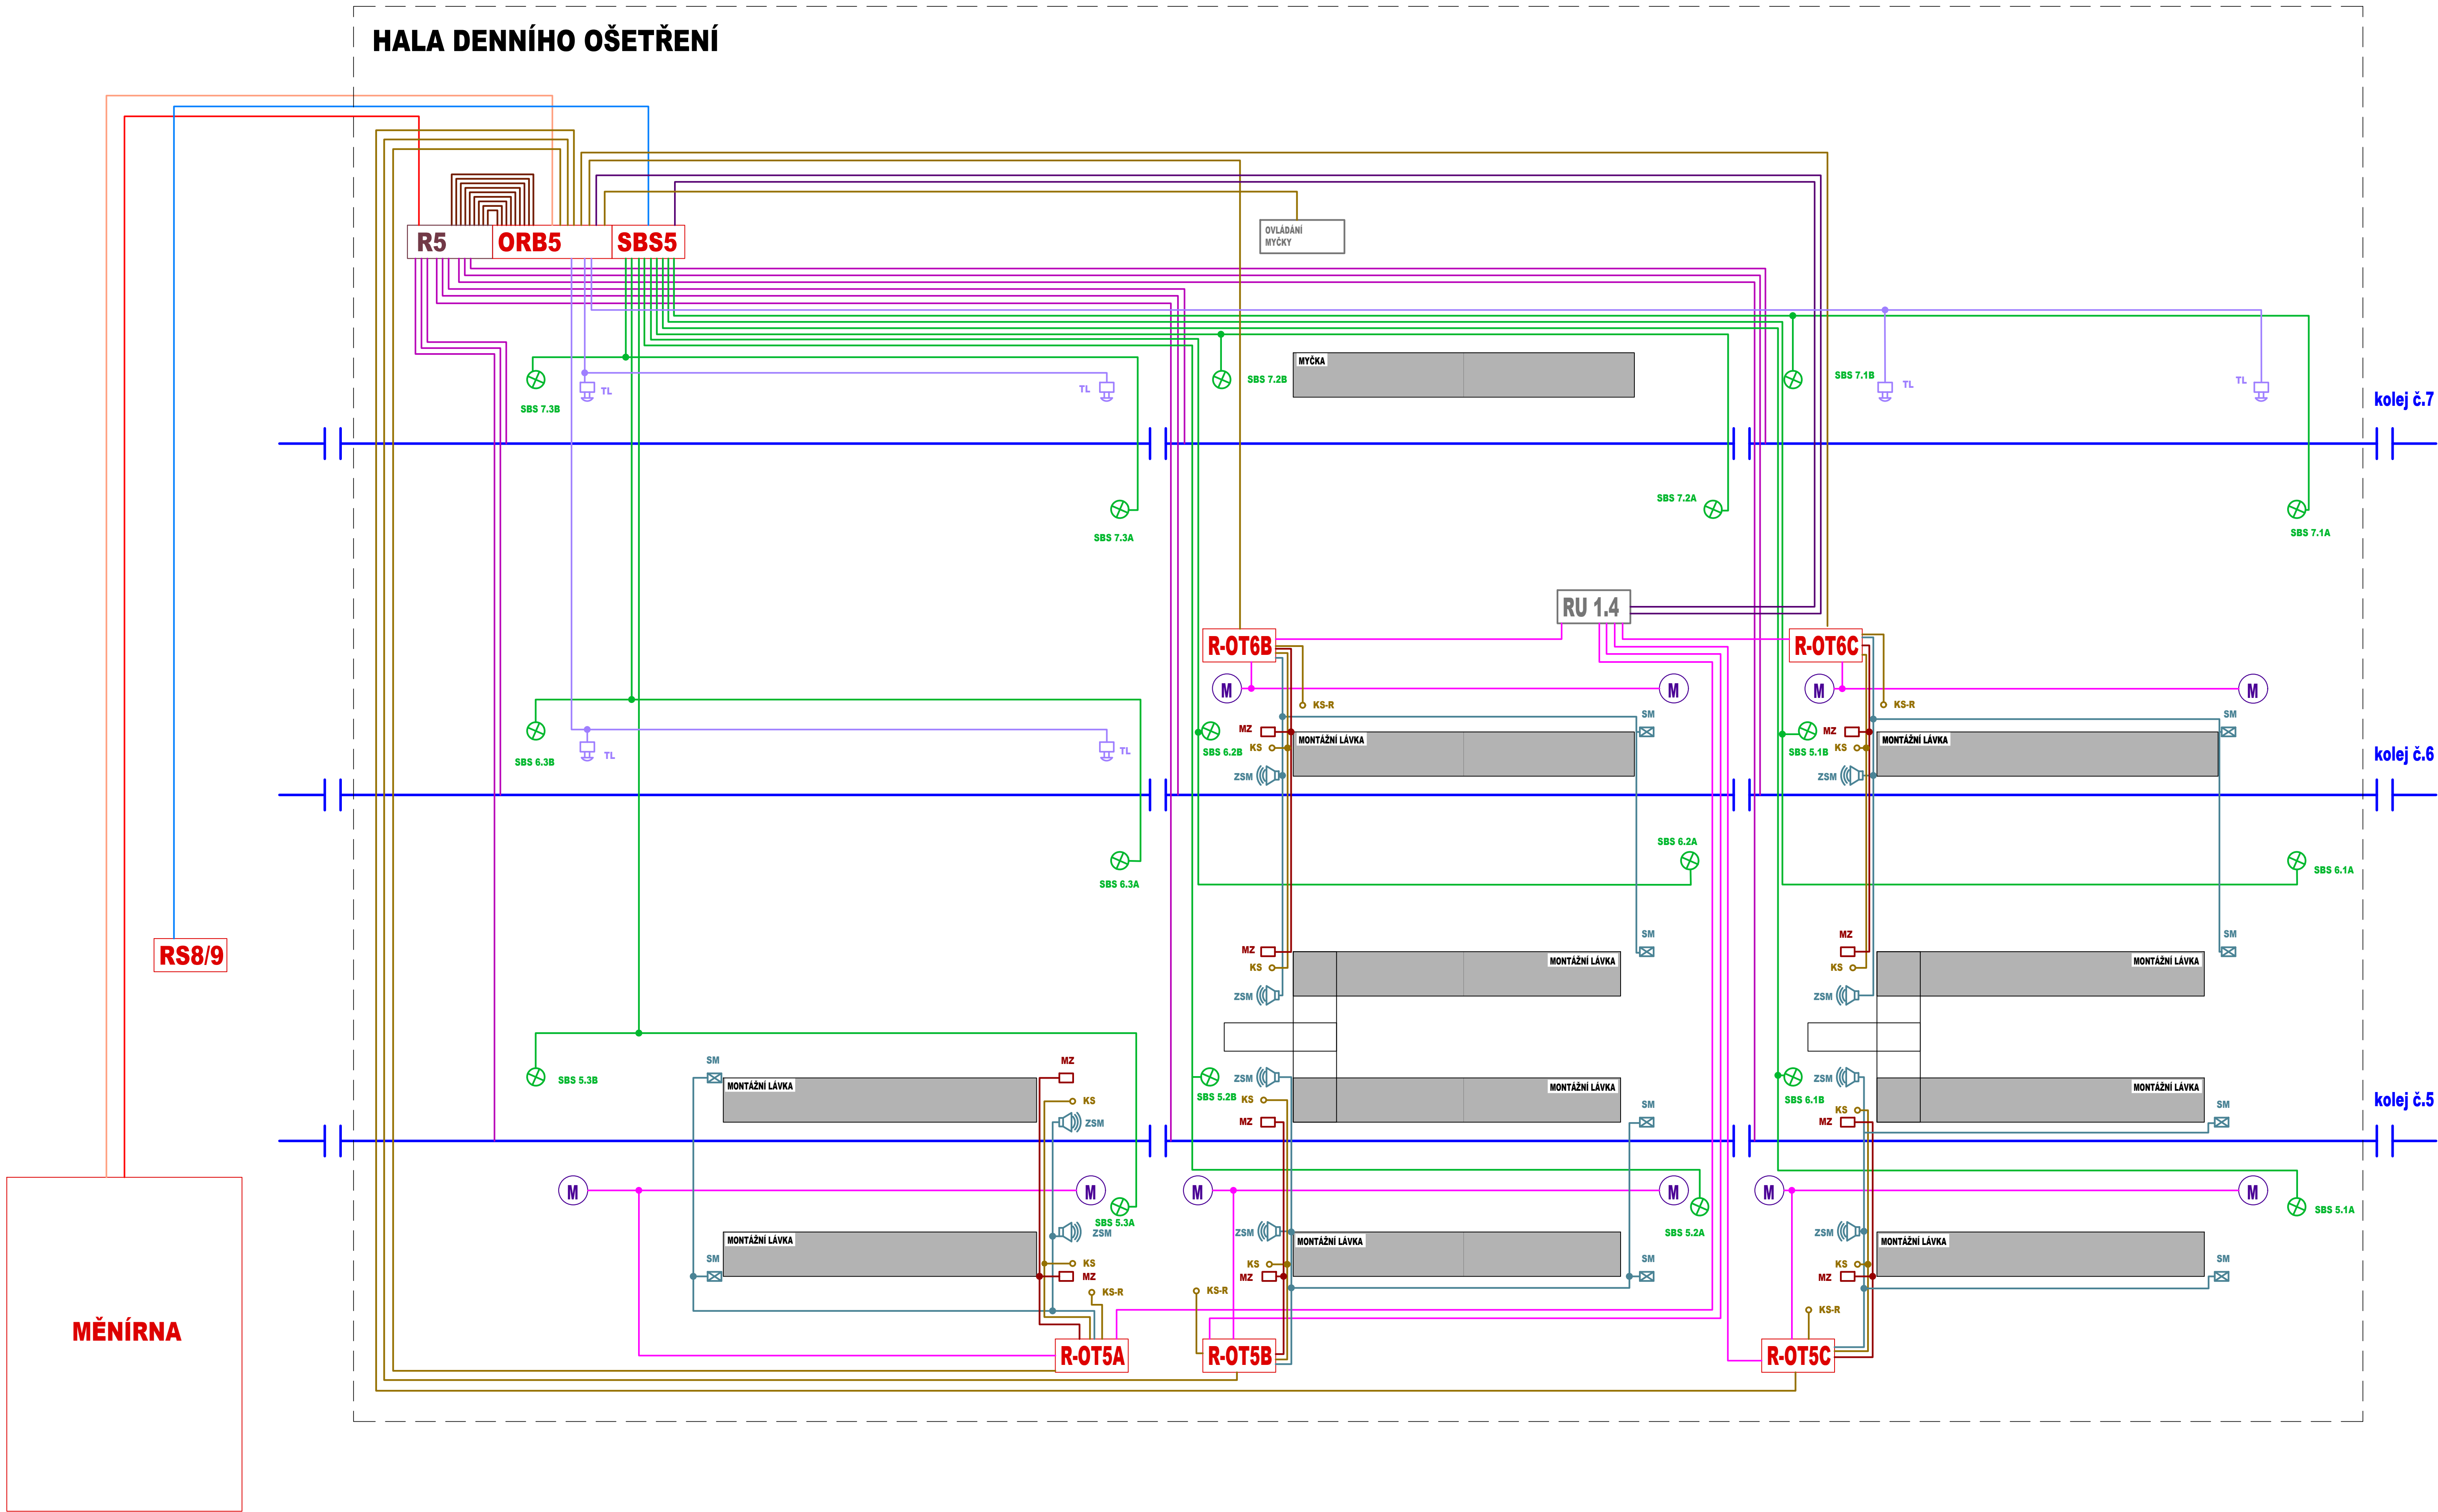 HALA DENNÍHO OŠETŘENÍ
R5
ORB5
SBS5
OVLÁDÁNÍ
MYČKY
MYČKA
SBS 7.3B
TL
TL
SBS 7.2B
SBS 7.1B
TL
TL
kolej č.7
SBS 7.3A
SBS 7.2A
SBS 7.1A
RU 1.4
R-OT6B
R-OT6C
M
M
M
M
KS-R
KS-R
SBS 6.3B
TL
TL
MZ
SBS 6.2B
KS
ZSM
MONTÁŽNÍ LÁVKA
SM
MZ
SBS 5.1B
KS
ZSM
MONTÁŽNÍ LÁVKA
SM
kolej č.6
SBS 6.3A
SBS 6.2A
SBS 6.1A
RS8/9
MZ
KS
ZSM
MONTÁŽNÍ LÁVKA
SM
MZ
KS
ZSM
MONTÁŽNÍ LÁVKA
SM
SBS 5.3B
SM
MONTÁŽNÍ LÁVKA
MZ
KS
ZSM
ZSM
SBS 5.2B
KS
MZ
MONTÁŽNÍ LÁVKA
SM
ZSM
SBS 6.1B
KS
MZ
MONTÁŽNÍ LÁVKA
SM
kolej č.5
M
M
M
M
M
M
SBS 5.3A
SBS 5.2A
SBS 5.1A
MONTÁŽNÍ LÁVKA
SM
ZSM
KS
MZ
KS-R
ZSM
MONTÁŽNÍ LÁVKA
KS
MZ
SM
KS-R
ZSM
MONTÁŽNÍ LÁVKA
KS
MZ
SM
KS-R
MĚNÍRNA
R-OT5A
R-OT5B
R-OT5C